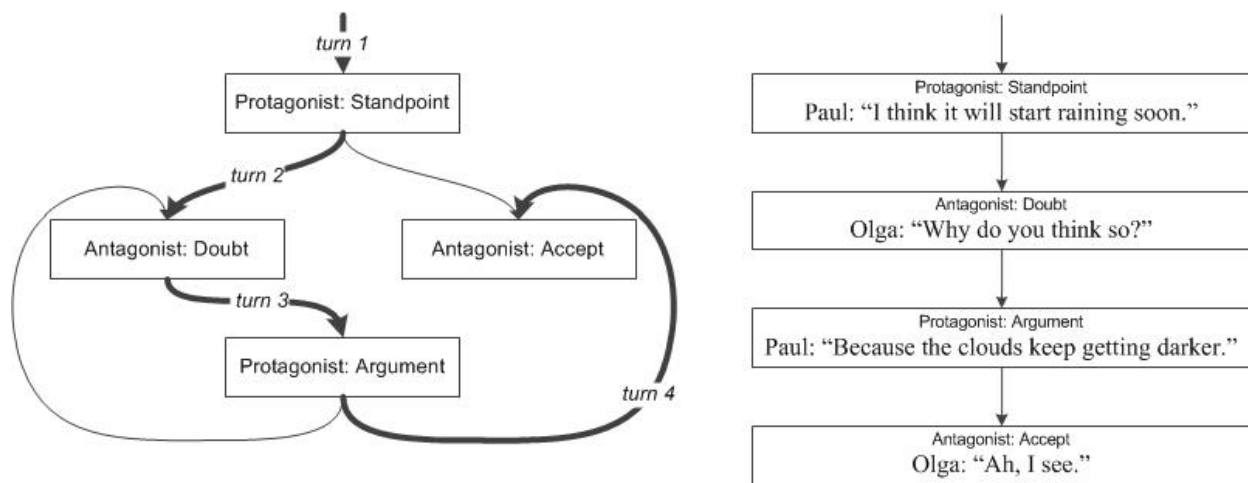 turn 1
Protagonist: Standpoint
turn 2
Antagonist: Doubt
Antagonist: Accept
turn 3
Protagonist: Argument
turn 4
Protagonist: Standpoint
Paul: “I think it will start raining soon.”
Antagonist: Doubt
Olga: “Why do you think so?”
Protagonist: Argument
Paul: “Because the clouds keep getting darker.”
Antagonist: Accept
Olga: “Ah, I see.”